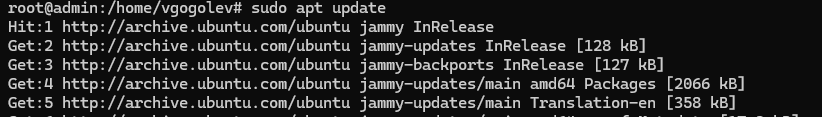 root@admin:/home/vgogolev# sudo apt update
Hit:1 http://archive.ubuntu.com/ubuntu jammy InRelease
Get:2 http://archive.ubuntu.com/ubuntu jammy-updates InRelease [128 kB]
Get:3 http://archive.ubuntu.com/ubuntu jammy-backports InRelease [127 kB]
Get:4 http://archive.ubuntu.com/ubuntu jammy-updates/main amd64 Packages [2066 kB]
Get:5 http://archive.ubuntu.com/ubuntu jammy-updates/main Translation-en [358 kB]